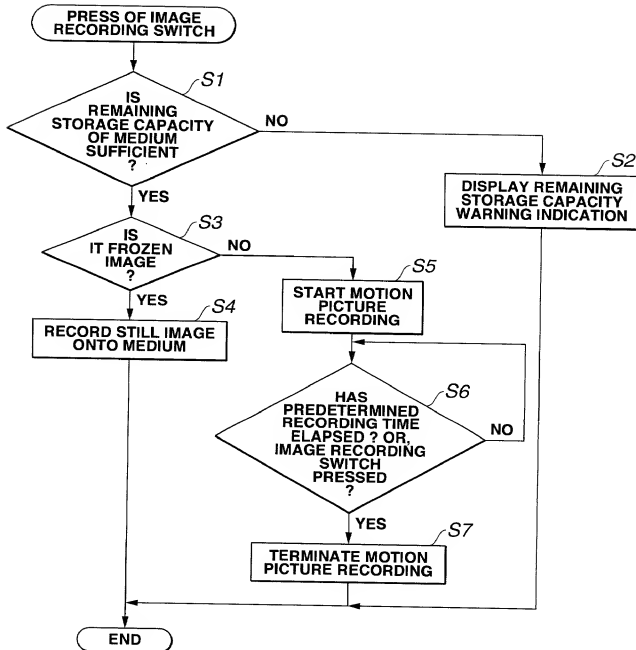 PRESS OF IMAGE
RECORDING SWITCH
S1
IS
REMAINING
STORAGE CAPACITY
OF MEDIUM
SUFFICIENT
?
NO
YES
S2
DISPLAY REMAINING
STORAGE CAPACITY
WARNING INDICATION
S3
IS
IT FROZEN
IMAGE
?
NO
YES
S4
RECORD STILL IMAGE
ONTO MEDIUM
S5
START MOTION
PICTURE
RECORDING
S6
HAS
PREDETERMINED
RECORDING TIME
ELAPSED ? OR,
IMAGE RECORDING
SWITCH
PRESSED
?
NO
YES
S7
TERMINATE MOTION
PICTURE RECORDING
END